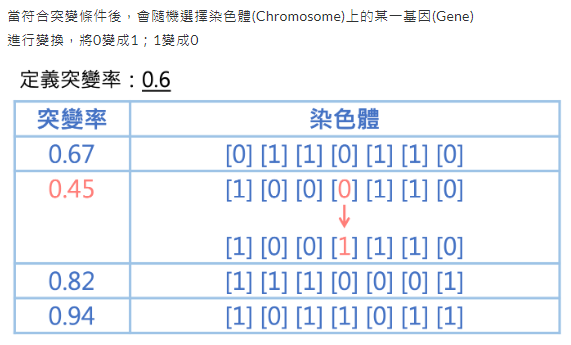 當符合突變條件後，會隨機選擇染色體(Chromosome)上的某一基因(Gene)
進行變換，將0變成1；1變成0
定義突變率：0.6
突變率 染色體
0.67 [0] [1] [1] [0] [1] [1] [0]
0.45 [1] [0] [0] [0] [1] [1] [0]
↓
[1] [0] [0] [1] [1] [1] [0]
0.82 [1] [1] [1] [0] [0] [0] [1]
0.94 [1] [0] [1] [1] [0] [1] [1]